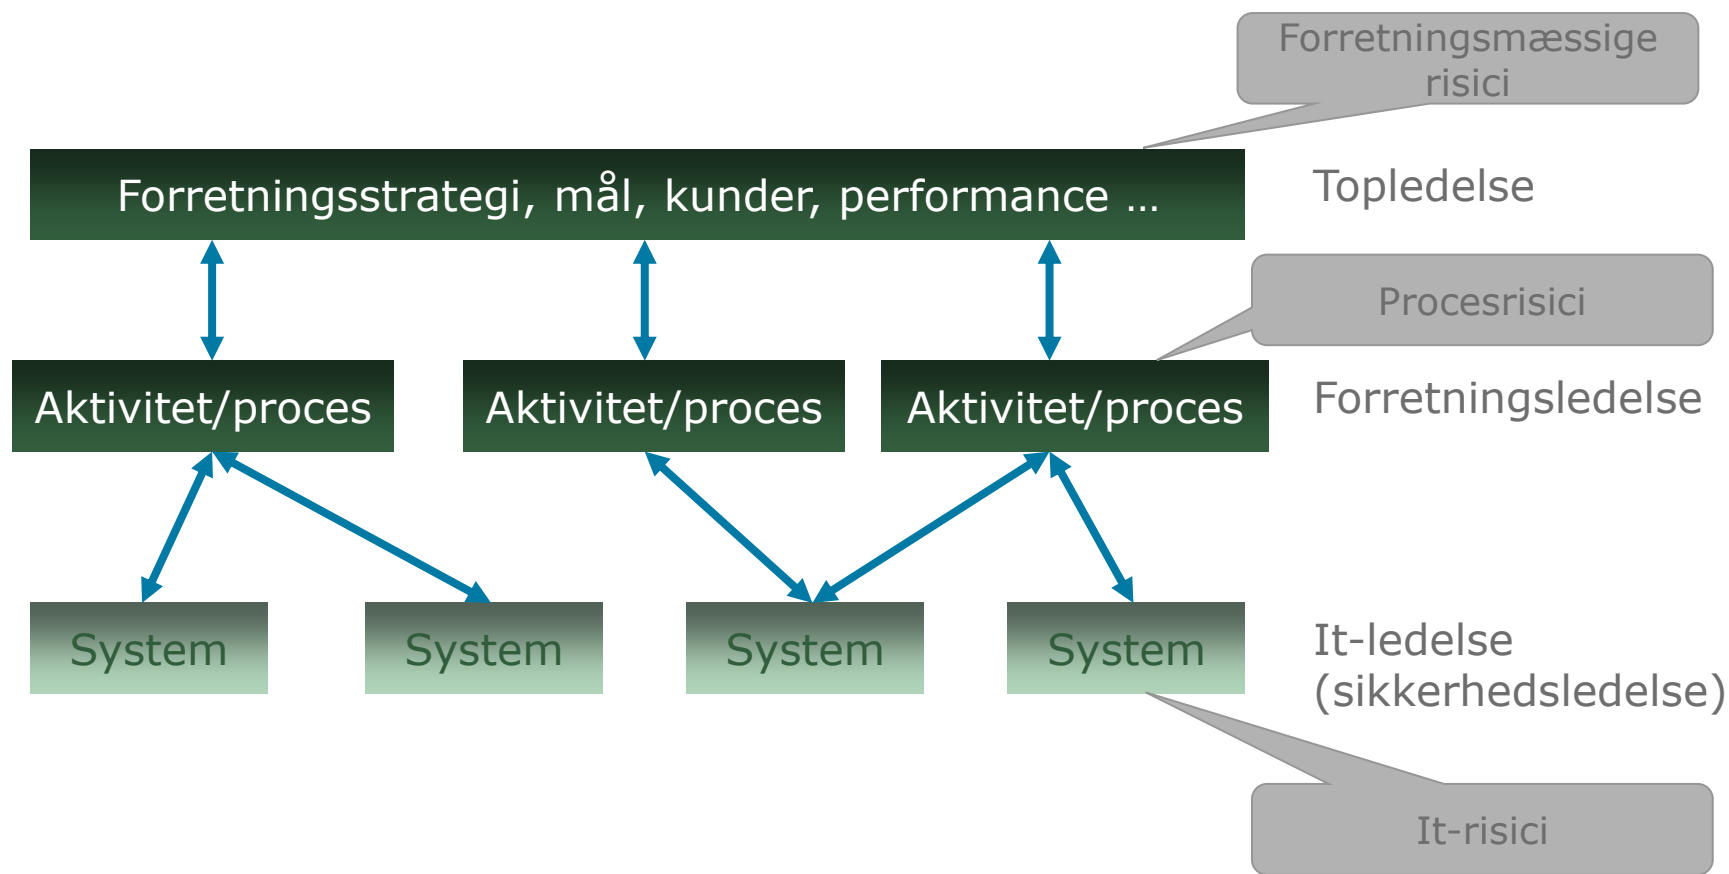 Forretningsmæssige
risici
Forretningsstrategi, mål, kunder, performance …
Topledelse
Procesrisici
Aktivitet/proces
Aktivitet/proces
Aktivitet/proces
Forretningsledelse
System
System
System
System
It-ledelse
(sikkerhedsledelse)
It-risici